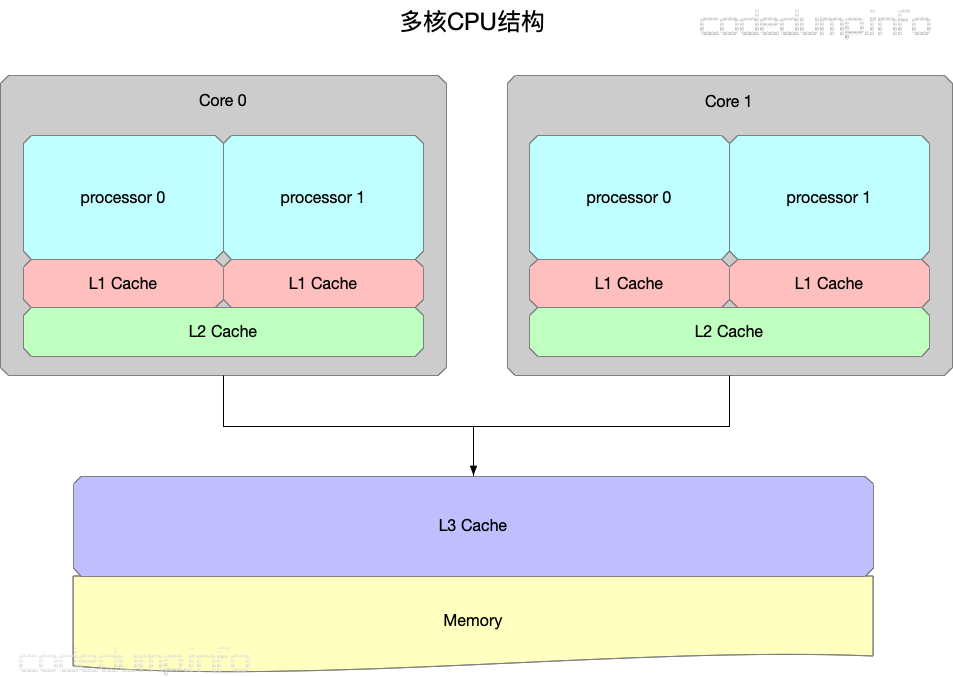 多核CPU结构
codedump.info
Core 0
Core 1
processor 0
processor 1
processor 0
processor 1
L1 Cache
L1 Cache
L1 Cache
L1 Cache
L2 Cache
L2 Cache
L3 Cache
Memory
codedump.info